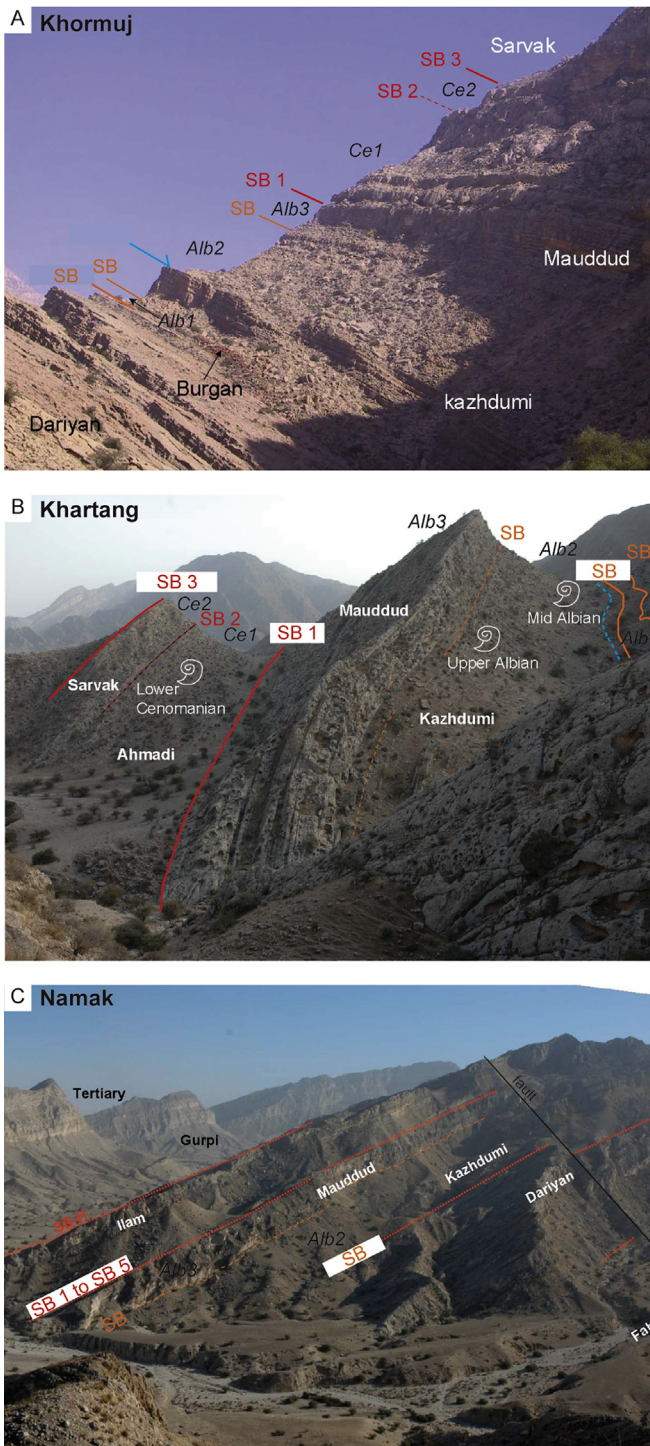 A Khormuj
Sarvak
SB 3
Ce2
SB 2
Ce1
SB 1
Alb3
SB
Mauddud
Alb2
SB
SB
Alb1
Burgan
kazhdumi
Dariyan
B Khartang
Alb3
SB
Alb2
SB
SB 3
SB
Ce2
SB 2
Mauddud
Mid Albian
Ce1
SB 1
Alb
Upper Albian
Sarvak
Lower
Cenomanian
Kazhdumi
Ahmadi
C Namak
fault
Tertiary
Gurpi
Mauddud
Kazhdumi
Dariyan
Ilam
Alb2
SB
Alb3
SB 1 to SB 5
SB
Fah